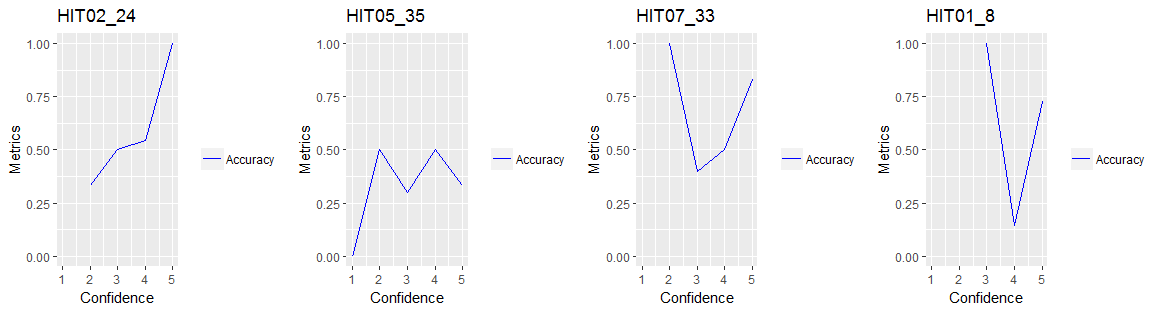 HIT02_24
1.00
0.75
0.50
0.25
0.00
Metrics
1 2 3 4 5
Confidence
Accuracy
HIT05_35
1.00
0.75
0.50
0.25
0.00
Metrics
1 2 3 4 5
Confidence
Accuracy
HIT07_33
1.00
0.75
0.50
0.25
0.00
Metrics
1 2 3 4 5
Confidence
Accuracy
HIT01_8
1.00
0.75
0.50
0.25
0.00
Metrics
1 2 3 4 5
Confidence
Accuracy